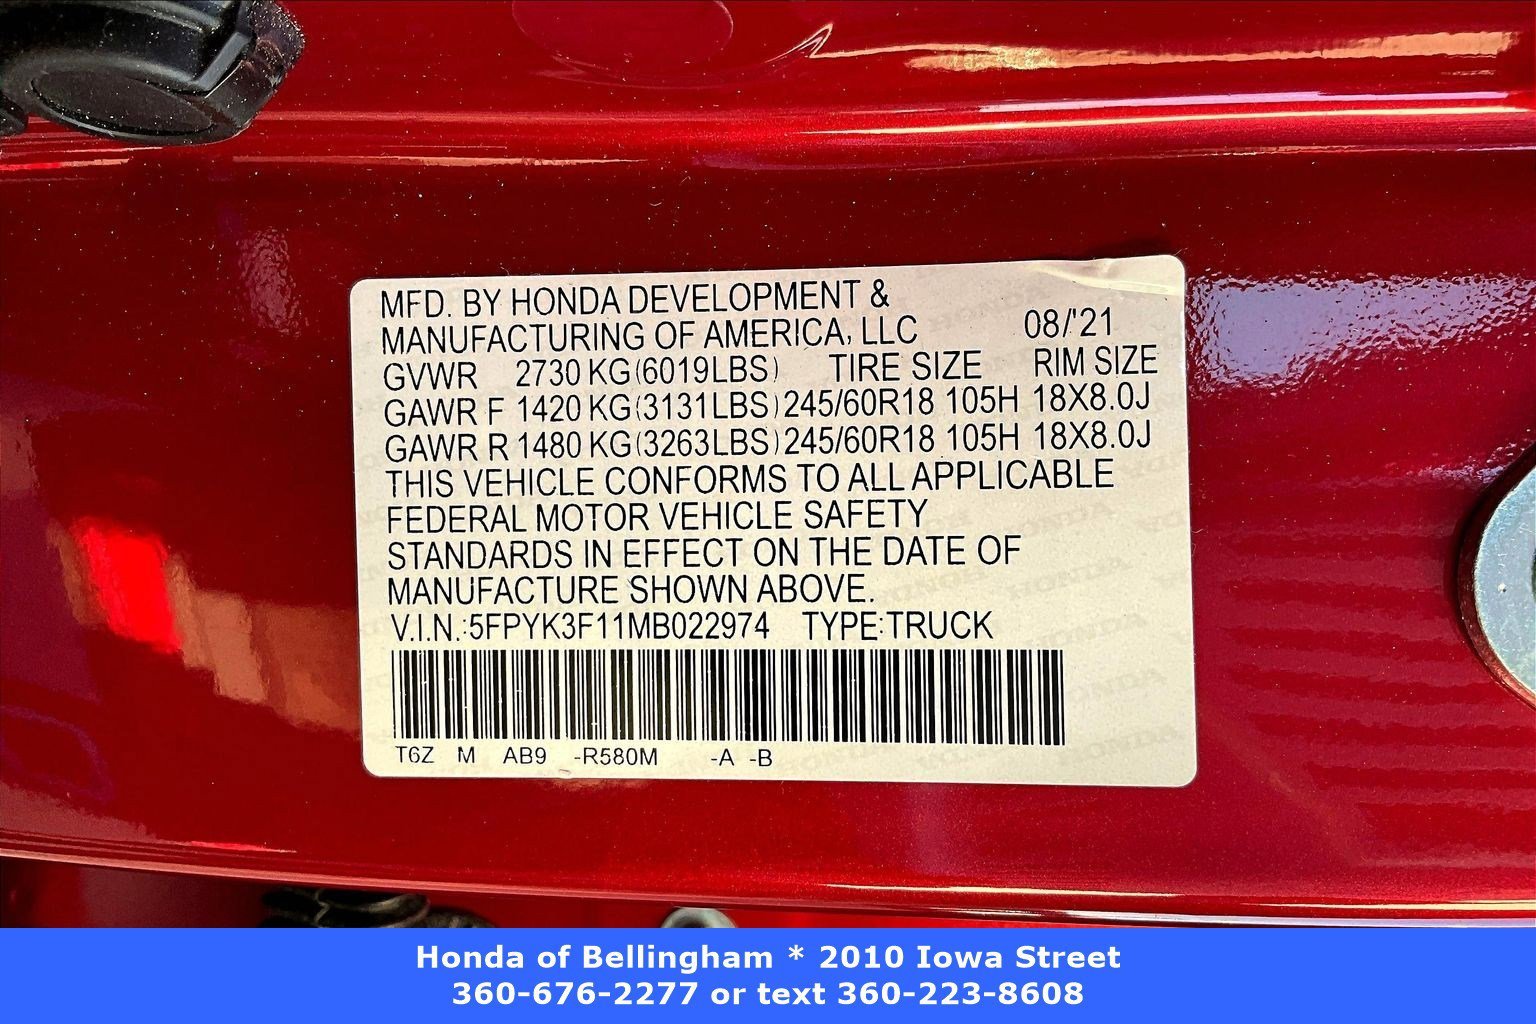 MFD. BY HONDA DEVELOPMENT &
MANUFACTURING OF AMERICA, LLC 08/'21
GVWR 2730 KG(6019LBS) TIRE SIZE RIM SIZE
GAWR F 1420 KG(3131LBS)245/60R18 105H 18X8.0J
GAWR R 1480 KG(3263LBS)245/60R18 105H 18X8.0J
THIS VEHICLE CONFORMS TO ALL APPLICABLE
FEDERAL MOTOR VEHICLE SAFETY
STANDARDS IN EFFECT ON THE DATE OF
MANUFACTURE SHOWN ABOVE.
V.I.N.:5FPYK3F11MB022974 TYPE:TRUCK
T6Z M AB9 -R580M -A -B
Honda of Bellingham * 2010 Iowa Street
360-676-2277 or text 360-223-8608